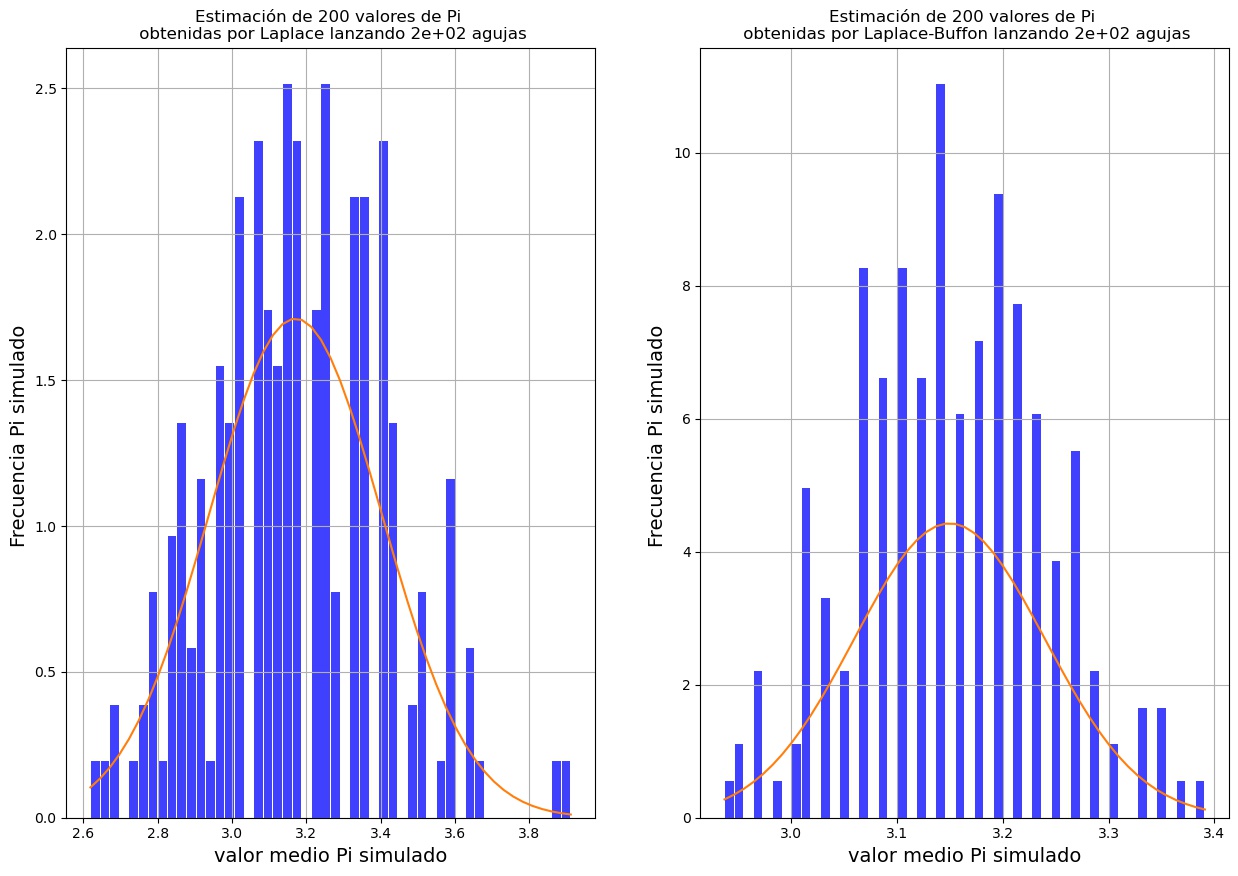 Estimación de 200 valores de Pi
obtenidas por Laplace lanzando 2e+02 agujas
Frecuencia Pi simulado
2.5
2.0
1.5
1.0
0.5
0.0
2.6 2.8 3.0 3.2 3.4 3.6 3.8
valor medio Pi simulado
Estimación de 200 valores de Pi
obtenidas por Laplace-Buffon lanzando 2e+02 agujas
Frecuencia Pi simulado
10
8
6
4
2
0
3.0 3.1 3.2 3.3 3.4
valor medio Pi simulado